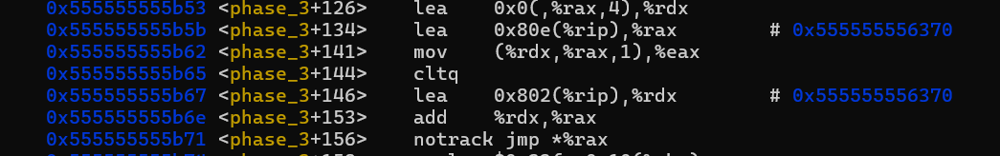 0x555555555b53 <phase_3+126> lea 0x0(,%rax,4),%rdx
0x555555555b5b <phase_3+134> lea 0x80e(%rip),%rax # 0x555555556370
0x555555555b62 <phase_3+141> mov (%rdx,%rax,1),%eax
0x555555555b65 <phase_3+144> cltq
0x555555555b67 <phase_3+146> lea 0x802(%rip),%rdx # 0x555555556370
0x555555555b6e <phase_3+153> add %rdx,%rax
0x555555555b71 <phase_3+156> notrack jmp *%rax